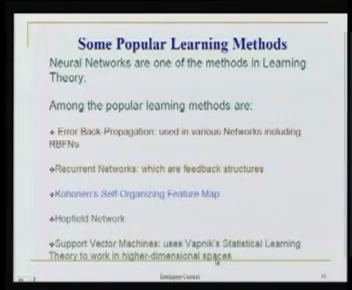 Some Popular Learning Methods
Neural Networks are one of the methods in Learning
Theory.
Among the popular learning methods are:
Error Back-Propagation: used in various Networks including
RBFNs
Recurrent Networks: which are feedback structures
Kohonen's Self-Organizing Feature Map
Hopfield Network
Support Vector Machines: uses Vapnik's Statistical Learning
Theory to work in higher-dimensional spaces
Intelligent Control